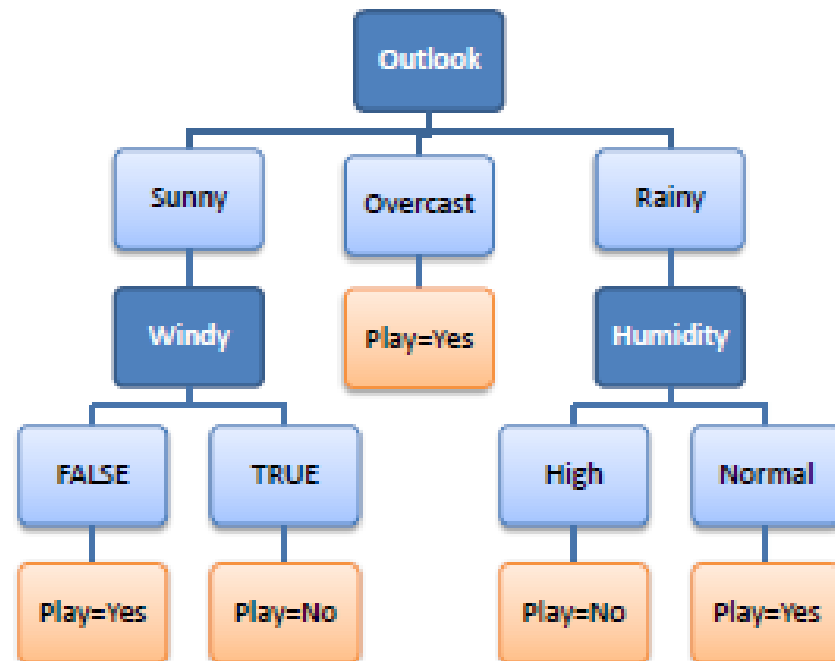 Outlook
Sunny
Overcast
Rainy
Windy
Play=Yes
Humidity
FALSE
TRUE
High
Normal
Play=Yes
Play=No
Play=No
Play=Yes